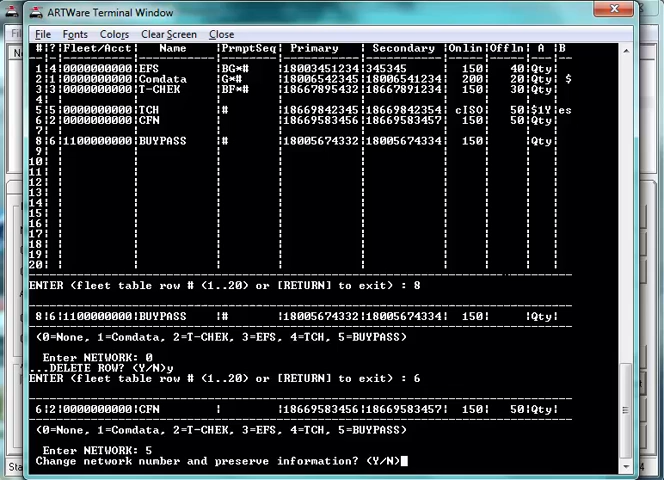 ARTWare Terminal Window
File Fonts Colors Clear Screen Close
#|?|Fleet/Acct| Name |PrmptSeq| Primary | Secondary |Onlin|Offln| A |B
1|4|0000000000|EFS |BG*# |18003451234|345345 | 150| 40|Qty|
2|1|0000000000|Comdata |G*# |18006542345|18006541234| 200| 20|Qty| $
3|3|0000000000|T-CHEK |BF*# |18667895432|18667891234| 150| 30|Qty|
4
5|5|0000000000|TCH |# |18669842345|18669842354| cISO| 50|$1Y|es
6|2|0000000000|CFN | |18669583456|18669583457| 150| 50|Qty|
7
8|6|1100000000|BUYPASS |# |18005674332|18005674334| 150| |Qty|
9
10
11
12
13
14
15
16
17
18
19
20
ENTER (fleet table row # (1..20) or [RETURN] to exit) : 8
8|6|1100000000|BUYPASS |# |18005674332|18005674334| 150| |Qty|
(0=None, 1=Comdata, 2=T-CHEK, 3=EFS, 4=TCH, 5=BUYPASS)
Enter NETWORK: 0
...DELETE ROW? (Y/N)y
ENTER (fleet table row # (1..20) or [RETURN] to exit) : 6
6|2|0000000000|CFN | |18669583456|18669583457| 150| 50|Qty|
(0=None, 1=Comdata, 2=T-CHEK, 3=EFS, 4=TCH, 5=BUYPASS)
Enter NETWORK: 5
Change network number and preserve information? (Y/N)